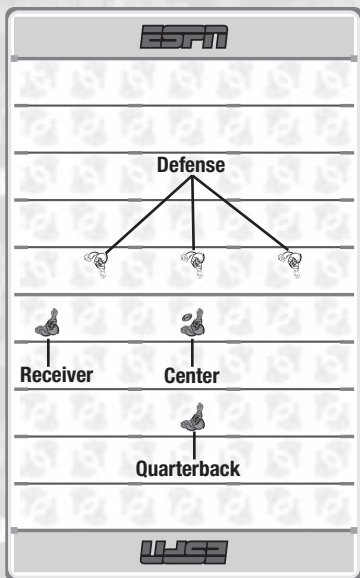 ESPN
Defense
Receiver
Center
Quarterback
ESPN